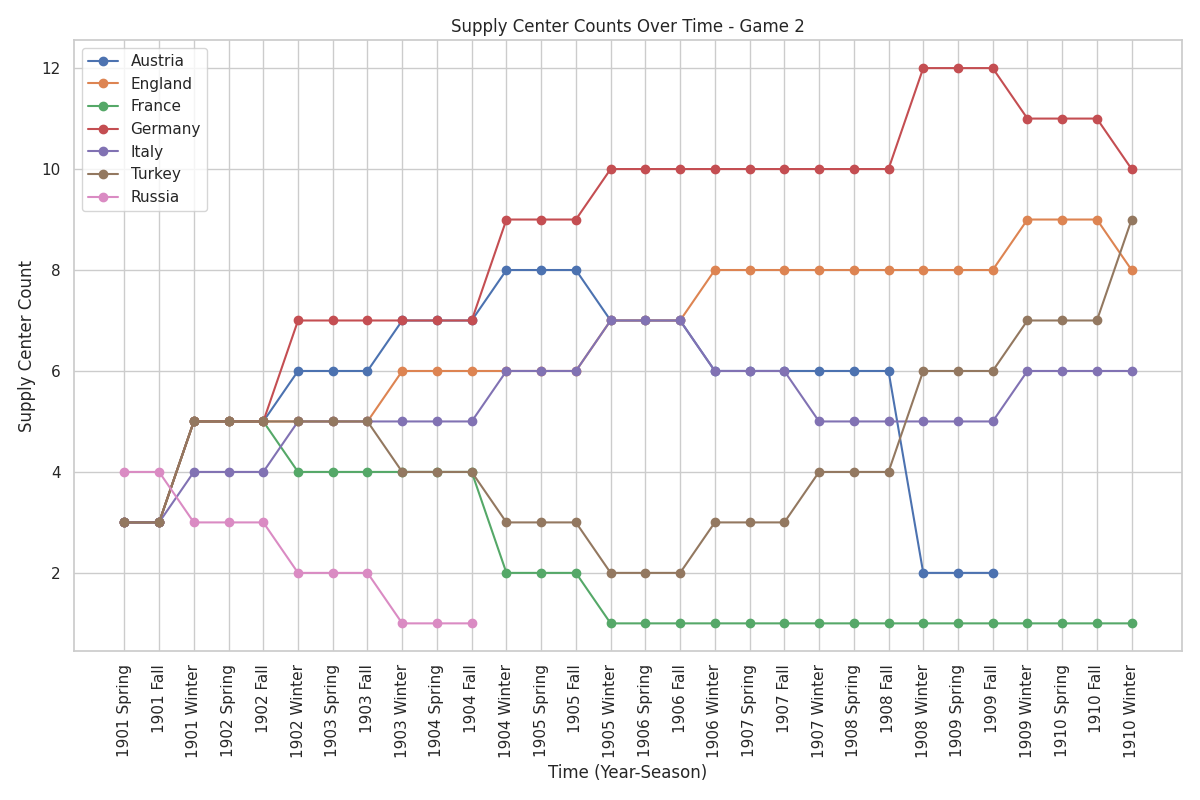 Supply Center Counts Over Time - Game 2
Austria
England
France
Germany
Italy
Turkey
Russia
Supply Center Count
12
10
8
6
4
2
1901 Spring
1901 Fall
1901 Winter
1902 Spring
1902 Fall
1902 Winter
1903 Spring
1903 Fall
1903 Winter
1904 Spring
1904 Fall
1904 Winter
1905 Spring
1905 Fall
1905 Winter
1906 Spring
1906 Fall
1906 Winter
1907 Spring
1907 Fall
1907 Winter
1908 Spring
1908 Fall
1908 Winter
1909 Spring
1909 Fall
1909 Winter
1910 Spring
1910 Fall
1910 Winter
Time (Year-Season)